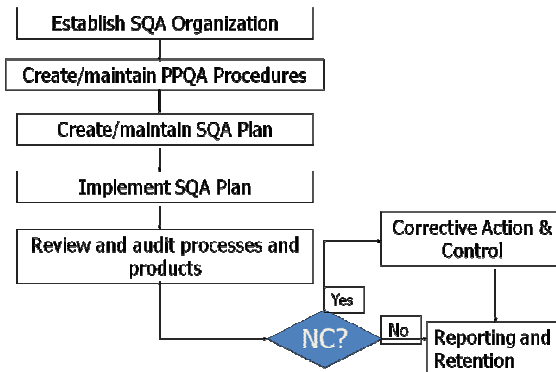 Establish SQA Organization
Create/maintain PPQA Procedures
Create/maintain SQA Plan
Implement SQA Plan
Review and audit processes and
products
Corrective Action &
Control
Yes
NC?
No
Reporting and
Retention